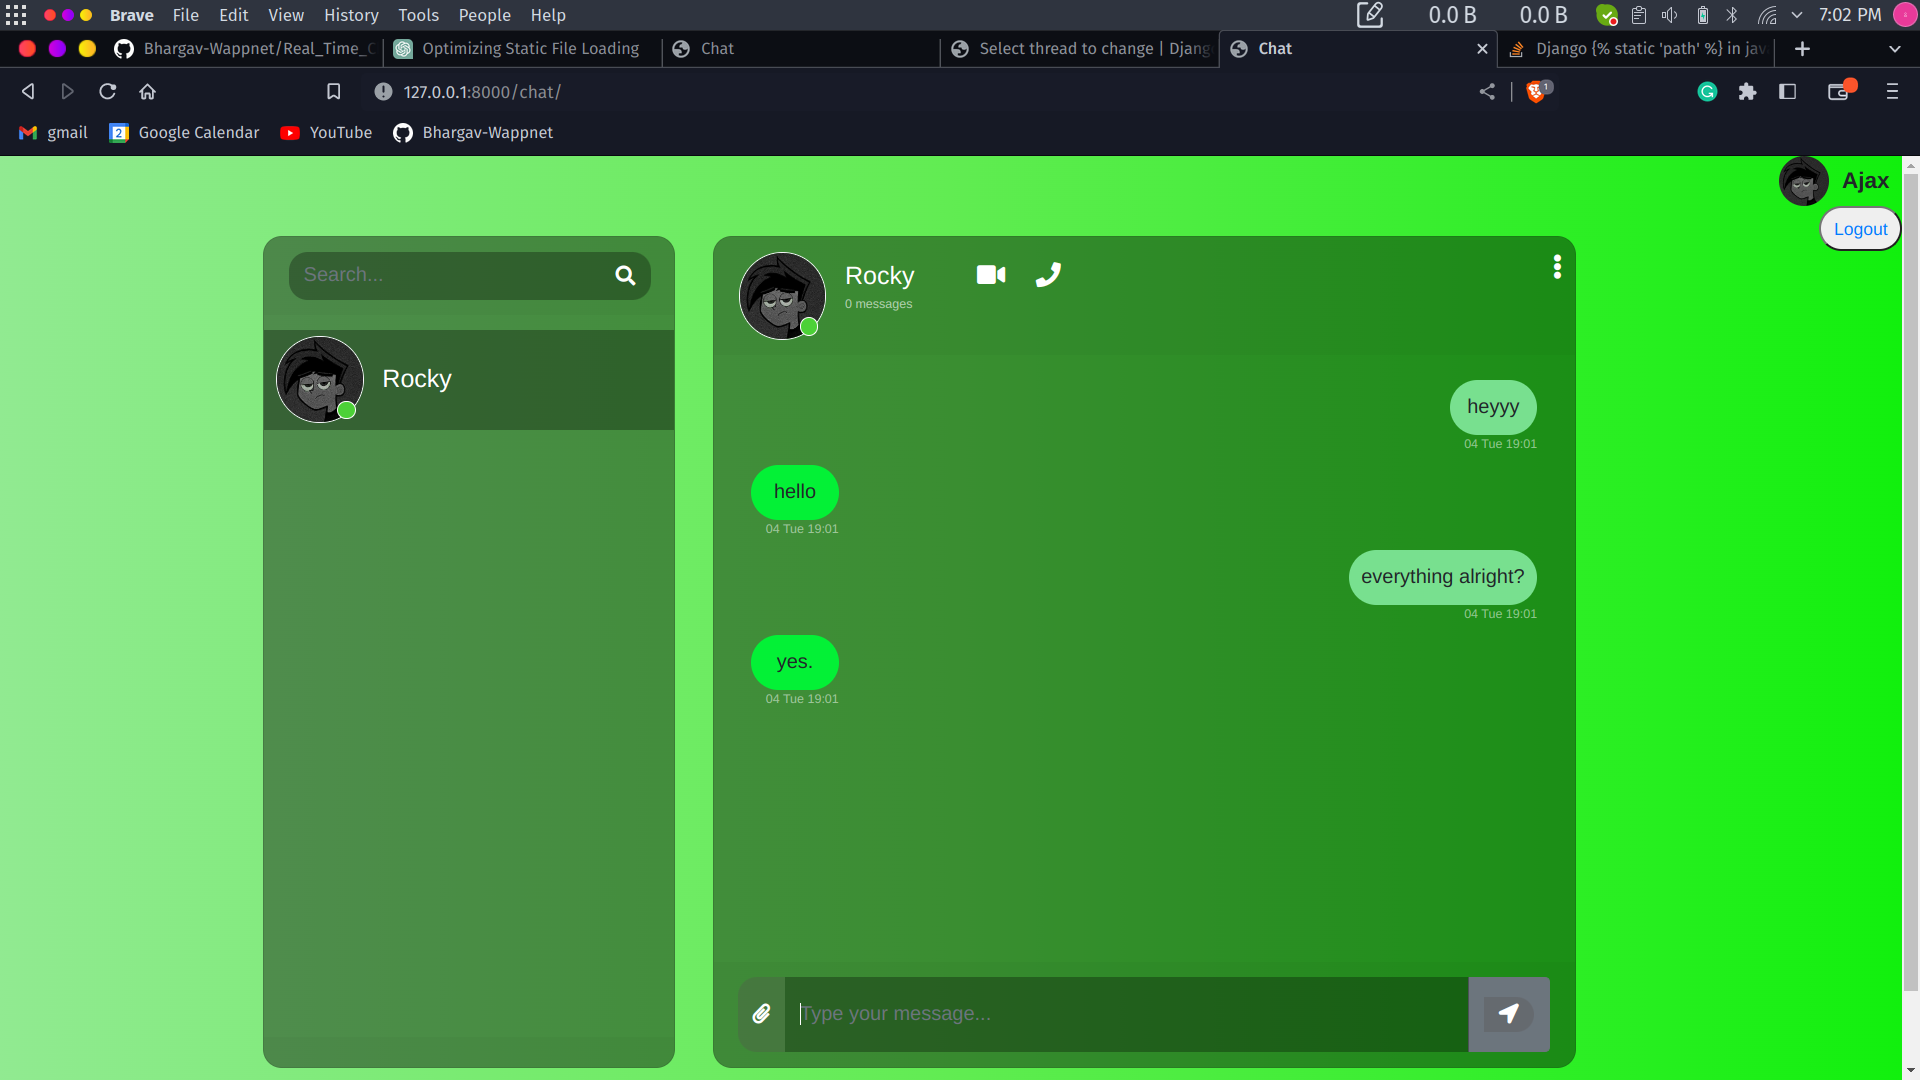 Brave File Edit View History Tools People Help 0.0 B 0.0 B 7:02 PM
Bhargav-Wappnet/Real_Time_C Optimizing Static File Loading Chat Select thread to change | Djang Chat Django {% static 'path' %} in jav
127.0.0.1:8000/chat/ 1
gmail 2 Google Calendar YouTube Bhargav-Wappnet
Ajax
Logout
Search...
Rocky
Rocky
0 messages
heyyy
04 Tue 19:01
hello
04 Tue 19:01
everything alright?
04 Tue 19:01
yes.
04 Tue 19:01
Type your message...